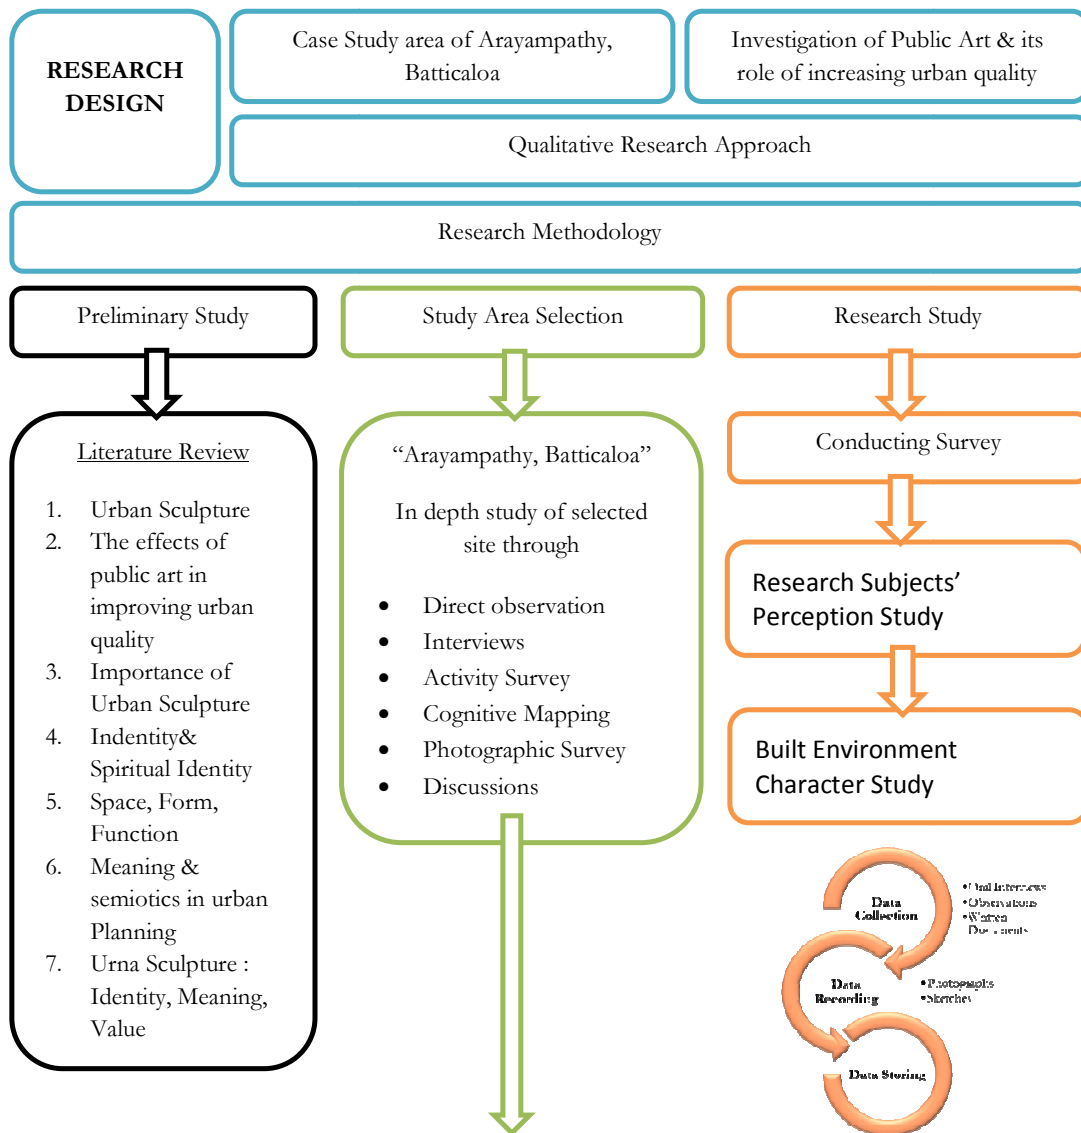 RESEARCH
DESIGN
Case Study area of Arayampathy,
Batticaloa
Investigation of Public Art & its
role of increasing urban quality
Qualitative Research Approach
Research Methodology
Preliminary Study
Literature Review
1. Urban Sculpture
2. The effects of
public art in
improving urban
quality
3. Importance of
Urban Sculpture
4. Indentity&
Spiritual Identity
5. Space, Form,
Function
6. Meaning &
semiotics in urban
Planning
7. Urna Sculpture :
Identity, Meaning,
Value
Study Area Selection
“Arayampathy, Batticaloa”
In depth study of selected
site through
• Direct observation
• Interviews
• Activity Survey
• Cognitive Mapping
• Photographic Survey
• Discussions
Research Study
Conducting Survey
Research Subjects’
Perception Study
Built Environment
Character Study
Data
Collection
•Oral Interviews
•Observations
•Written
Documents
Data
Recording
•Photographs
•Sketches
Data Storing